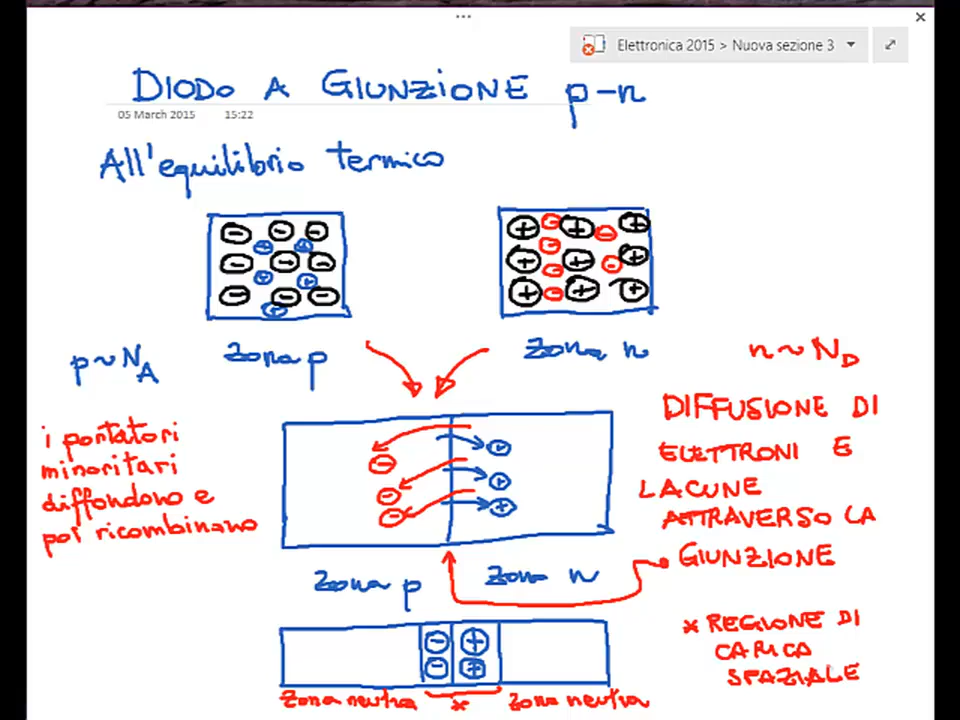 Elettronica 2015 > Nuova sezione 3
DIODO A GIUNZIONE p-n
05 March 2015 15:22
All'equilibrio termico
zona p
zona n
p ~ NA
n ~ ND
i portatori
minoritari
diffondono e
poi ricombinano
DIFFUSIONE DI
ELETTRONI E
LACUNE
ATTRAVERSO LA
GIUNZIONE
zona p
zona n
* REGIONE DI
CARICA
SPAZIALE
zona neutra
*
zona neutra